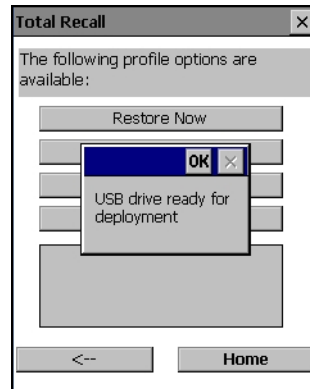 Total Recall
The following profile options are
available:
Restore Now
OK
USB drive ready for
deployment
<--
Home